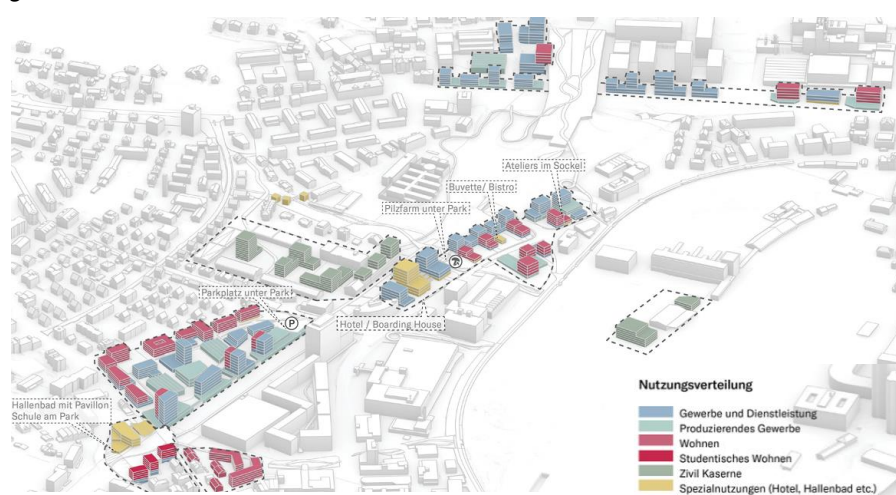 Ateliers im Sockel
Buvette/ Bistro
Pilzfarm unter Park
Parkplatz unter Park
P
Hotel / Boarding House
Hallenbad mit Pavillon
Schule am Park
Nutzungsverteilung
Gewerbe und Dienstleistung
Produzierendes Gewerbe
Wohnen
Studentisches Wohnen
Zivil Kaserne
Spezialnutzungen (Hotel, Hallenbad etc.)